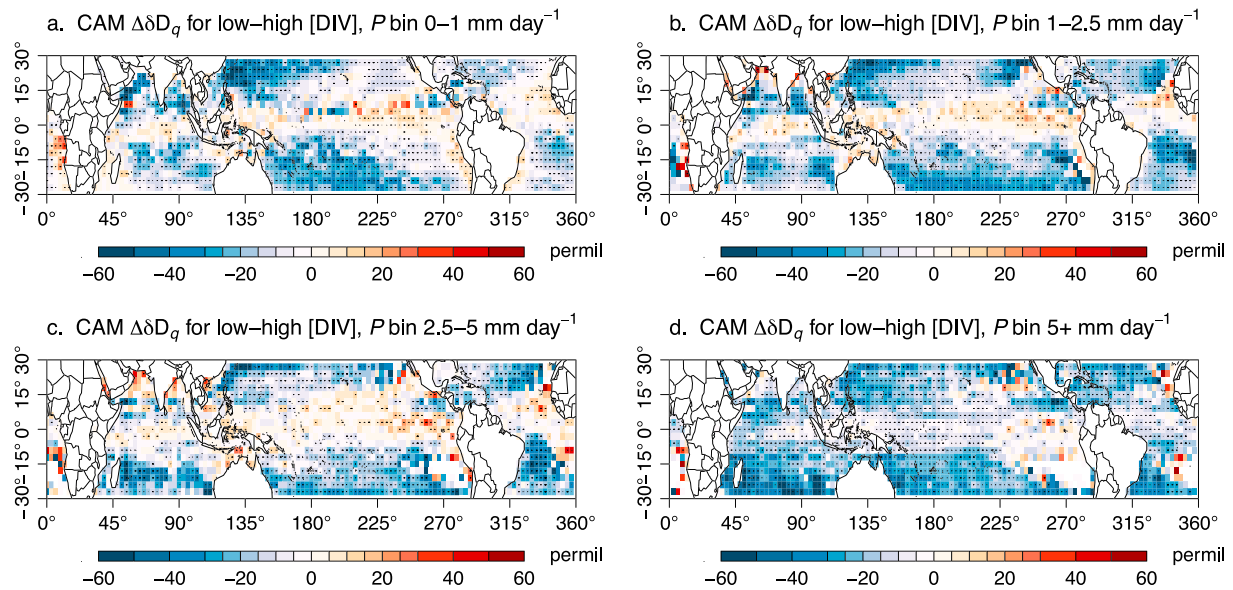 a. CAM ΔδD_q for low–high [DIV], P bin 0–1 mm day⁻¹
30°
15°
0°
−15°
−30°
0° 45° 90° 135° 180° 225° 270° 315° 360°
permil
−60 −40 −20 0 20 40 60
b. CAM ΔδD_q for low–high [DIV], P bin 1–2.5 mm day⁻¹
30°
15°
0°
−15°
−30°
0° 45° 90° 135° 180° 225° 270° 315° 360°
permil
−60 −40 −20 0 20 40 60
c. CAM ΔδD_q for low–high [DIV], P bin 2.5–5 mm day⁻¹
30°
15°
0°
−15°
−30°
0° 45° 90° 135° 180° 225° 270° 315° 360°
permil
−60 −40 −20 0 20 40 60
d. CAM ΔδD_q for low–high [DIV], P bin 5+ mm day⁻¹
30°
15°
0°
−15°
−30°
0° 45° 90° 135° 180° 225° 270° 315° 360°
permil
−60 −40 −20 0 20 40 60